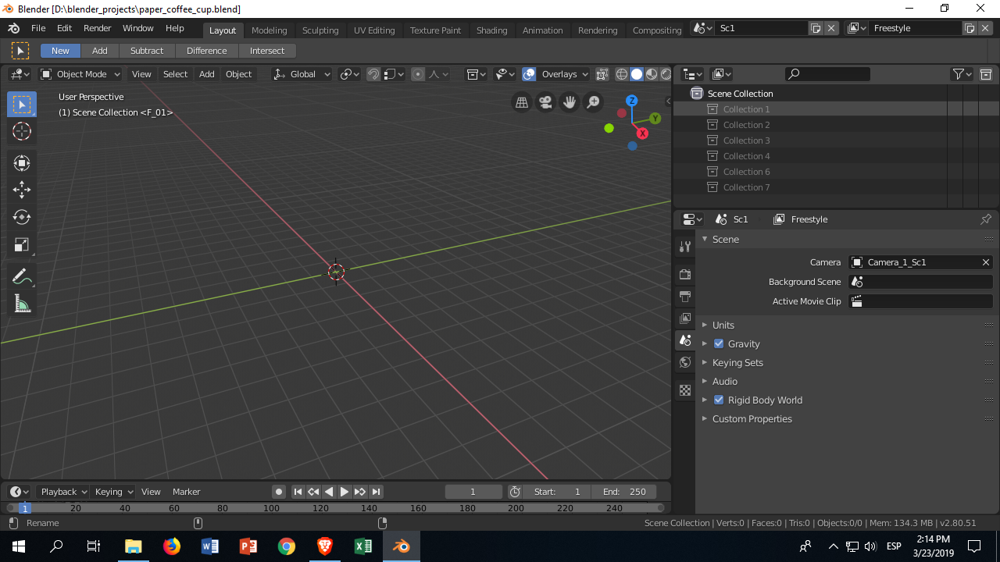 Blender [D:\blender_projects\paper_coffee_cup.blend]
File Edit Render Window Help Layout Modeling Sculpting UV Editing Texture Paint Shading Animation Rendering Compositing Sc1 Freestyle
New Add Subtract Difference Intersect
Object Mode View Select Add Object Global Overlays
User Perspective
(1) Scene Collection <F_01>
Z
Y
X
Scene Collection
Collection 1
Collection 2
Collection 3
Collection 4
Collection 6
Collection 7
Sc1 Freestyle
Scene
Camera Camera_1_Sc1
Background Scene
Active Movie Clip
Units
Gravity
Keying Sets
Audio
Rigid Body World
Custom Properties
Playback Keying View Marker 1 Start: 1 End: 250
1 20 40 60 80 100 120 140 160 180 200 220 240
Rename Scene Collection | Verts:0 | Faces:0 | Tris:0 | Objects:0/0 | Mem: 134.3 MB | v2.80.51
ESP 2:14 PM
3/23/2019